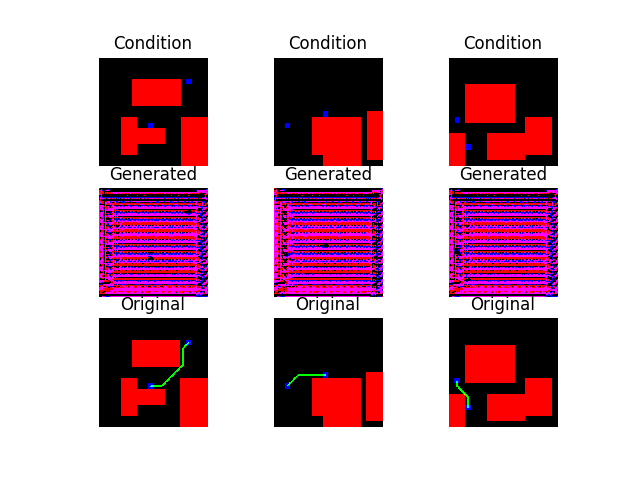 Condition Condition Condition
Generated Generated Generated
Original Original Original